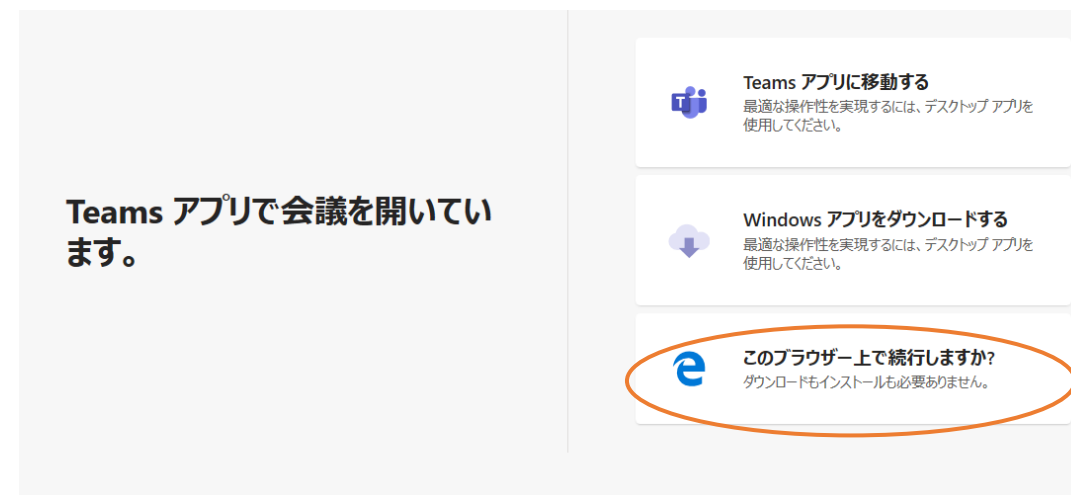 Teams アプリで会議を開いてい
ます。
Teams アプリに移動する
最適な操作性を実現するには、デスクトップ アプリを
使用してください。
Windows アプリをダウンロードする
最適な操作性を実現するには、デスクトップ アプリを
使用してください。
このブラウザー上で続行しますか?
ダウンロードもインストールも必要ありません。